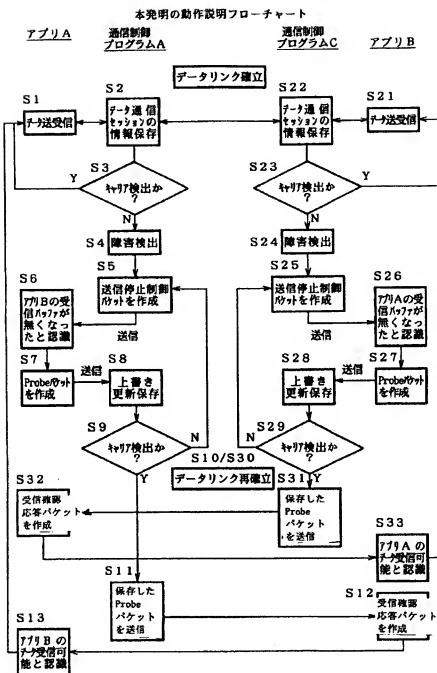 本発明の動作説明フローチャート
アプリA
通信制御
プログラムA
通信制御
プログラムC
アプリB
データリンク確立
S1
データ送受信
S2
データ通信
セッションの
情報保存
S22
データ通信
セッションの
情報保存
S21
データ送受信
S3
キャリア検出か
?
Y
N
S23
キャリア検出か
?
Y
N
S4
障害検出
S24
障害検出
S5
送信停止制御
パケットを作成
送信
S25
送信停止制御
パケットを作成
送信
S6
アプリBの受
信バッファが
無くなっ
たと認識
S26
アプリAの受
信バッファが
無くなっ
たと認識
S7
Probeパケット
を作成
送信
S8
上書き
更新保存
S28
上書き
更新保存
送信
S27
Probeパケット
を作成
S9
キャリア検出か
?
N
Y
S29
キャリア検出か
?
N
Y
S10/S30
データリンク再確立
S31
保存した
Probe
パケット
を送信
S32
受信確認
応答パケット
を作成
S33
アプリAの
データ受信可
能と認識
S11
保存した
Probe
パケット
を送信
S12
受信確認
応答パケット
を作成
S13
アプリBの
データ受信可
能と認識